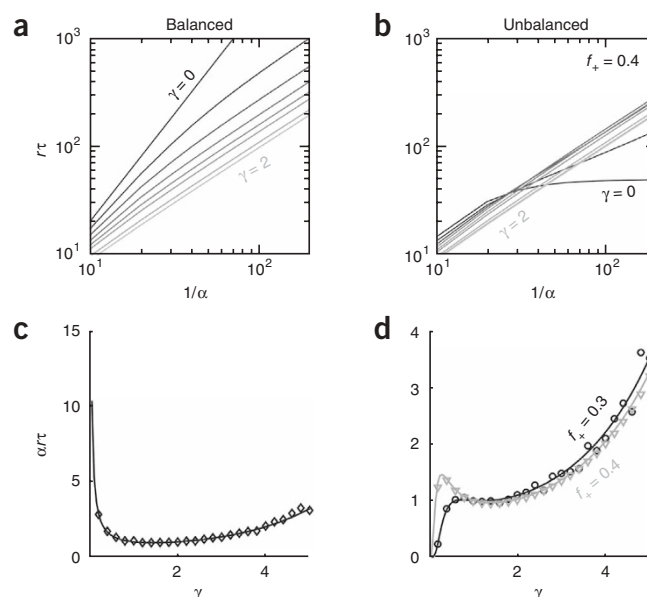 a
Balanced
10³
10²
10¹
rτ
γ = 0
γ = 2
10¹
10²
1/α
b
Unbalanced
10³
10²
10¹
f₊ = 0.4
γ = 0
γ = 2
10¹
10²
1/α
c
15
10
5
0
αrτ
2
4
γ
d
4
3
2
1
0
f₊ = 0.3
f₊ = 0.4
2
4
γ